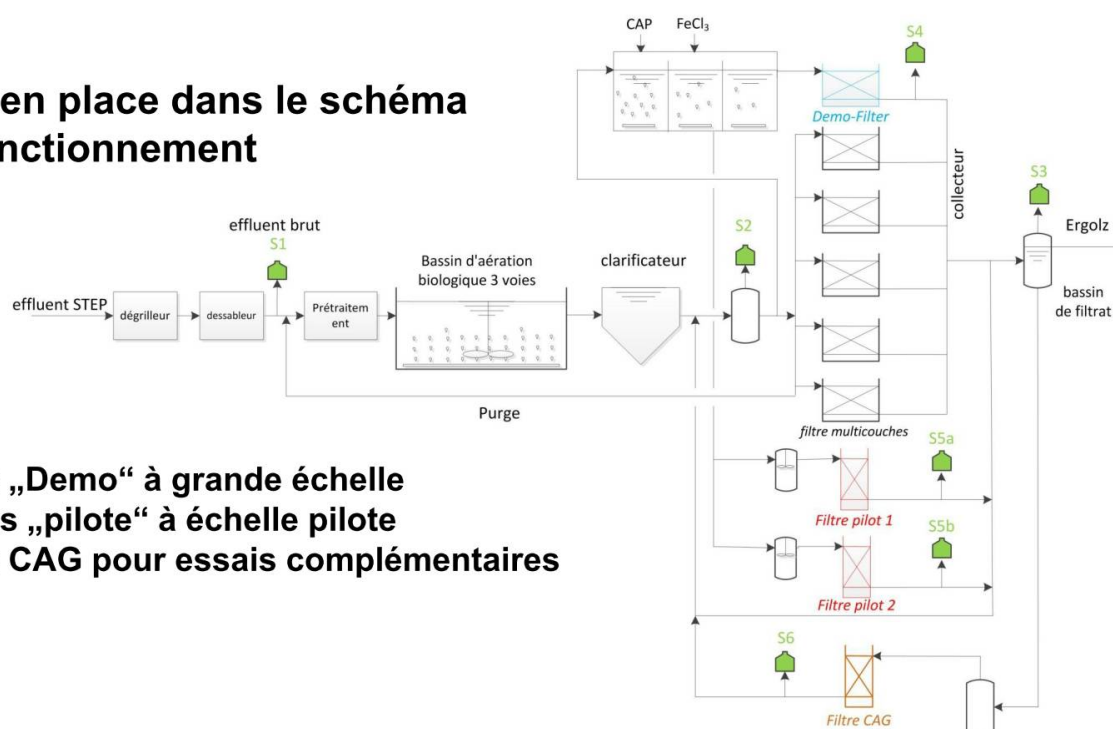 en place dans le schéma
nctionnement
CAP
FeCl₃
S4
Demo-Filter
collecteur
S3
Ergolz
bassin
de filtrat
effluent brut
S1
effluent STEP
dégrilleur
dessableur
Prétraitem
ent
Bassin d'aération
biologique 3 voies
clarificateur
S2
Purge
filtre multicouches
„Demo“ à grande échelle
s „pilote“ à échelle pilote
CAG pour essais complémentaires
S5a
Filtre pilot 1
S5b
Filtre pilot 2
S6
Filtre CAG